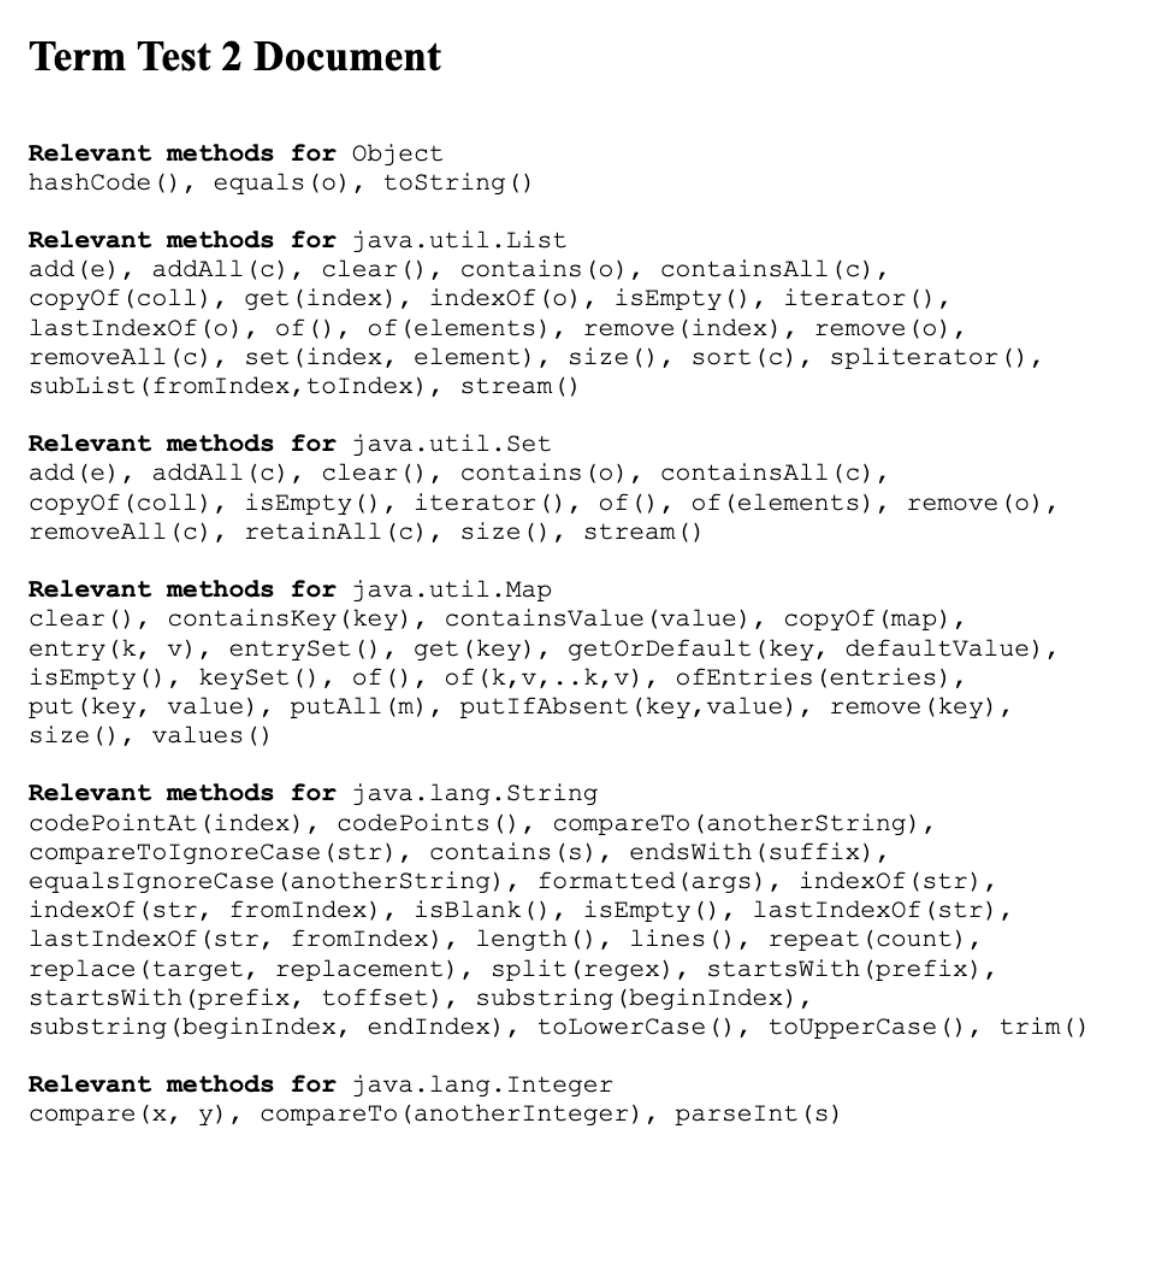 Term Test 2 Document
Relevant methods for Object
hashCode(), equals(o), toString()
Relevant methods for java.util.List
add(e), addAll(c), clear(), contains(o), containsAll(c),
copyOf(coll), get(index), indexOf(o), isEmpty(), iterator(),
lastIndexOf(o), of(), of(elements), remove(index), remove(o),
removeAll(c), set(index, element), size(), sort(c), spliterator(),
subList(fromIndex,toIndex), stream()
Relevant methods for java.util.Set
add(e), addAll(c), clear(), contains(o), containsAll(c),
copyOf(coll), isEmpty(), iterator(), of(), of(elements), remove(o),
removeAll(c), retainAll(c), size(), stream()
Relevant methods for java.util.Map
clear(), containsKey(key), containsValue(value), copyOf(map),
entry(k, v), entrySet(), get(key), getOrDefault(key, defaultValue),
isEmpty(), keySet(), of(), of(k,v,..k,v), ofEntries(entries),
put(key, value), putAll(m), putIfAbsent(key,value), remove(key),
size(), values()
Relevant methods for java.lang.String
codePointAt(index), codePoints(), compareTo(anotherString),
compareToIgnoreCase(str), contains(s), endsWith(suffix),
equalsIgnoreCase(anotherString), formatted(args), indexOf(str),
indexOf(str, fromIndex), isBlank(), isEmpty(), lastIndexOf(str),
lastIndexOf(str, fromIndex), length(), lines(), repeat(count),
replace(target, replacement), split(regex), startsWith(prefix),
startsWith(prefix, toffset), substring(beginIndex),
substring(beginIndex, endIndex), toLowerCase(), toUpperCase(), trim()
Relevant methods for java.lang.Integer
compare(x, y), compareTo(anotherInteger), parseInt(s)